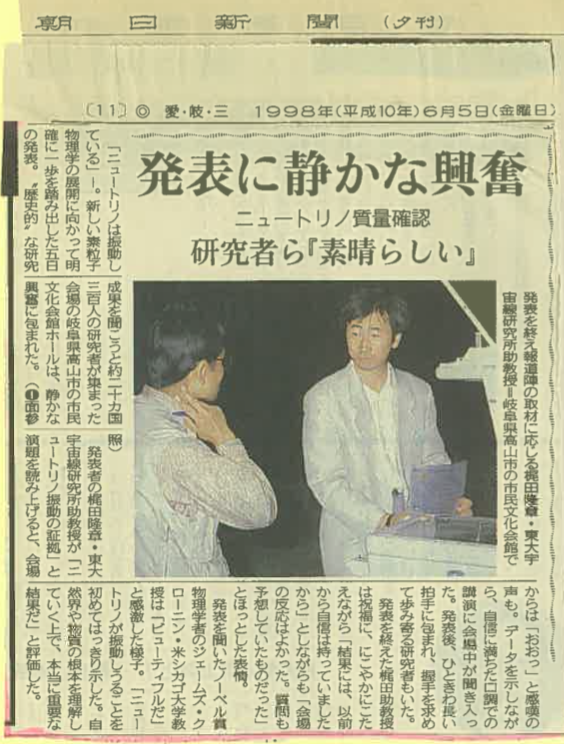 朝日新聞 (夕刊)
〔11〕◎ 愛・岐・三 1998年(平成10年)6月5日(金曜日)
発表に静かな興奮
ニュートリノ質量確認
研究者ら『素晴らしい』
「ニュートリノは振動し
ている」―。新しい素粒子
物理学の展開に向かって明
確に一歩を踏み出した五日
の発表。〝歴史的〟な研究
成果を聞こうと約二十カ国
三百人の研究者が集まった
会場の岐阜県高山市の市民
文化会館ホールは、静かな
興奮に包まれた。(❶面参
照)
発表者の梶田隆章・東大
宇宙線研究所助教授が「ニ
ュートリノ振動の証拠」と
演題を読み上げると、会場
からは「おおっ」と感嘆の
声も。データを示しなが
ら、自信に満ちた口調での
講演に会場中が聞き入っ
た。発表後、ひときわ長い
拍手に包まれ、握手を求め
て歩み寄る研究者もいた。
発表を終えた梶田助教授
は祝福に、にこやかにこた
えながら「結果には、以前
から自信は持っていました
から」としながらも「会場
の反応はよかった。質問も
予想していたものだった」
とほっとした表情。
発表を聞いたノーベル賞
物理学者のジェームズ・ク
ローニン・米シカゴ大学教
授は「ビューティフルだ」
と感激した様子。「ニュー
トリノが振動しうることを
初めてはっきり示した。自
然界や物質の根本を理解し
ていく上で、本当に重要な
結果だ」と評価した。
発表を終え報道陣の取材に応じる梶田隆章・東大宇
宙線研究所助教授=岐阜県高山市の市民文化会館で